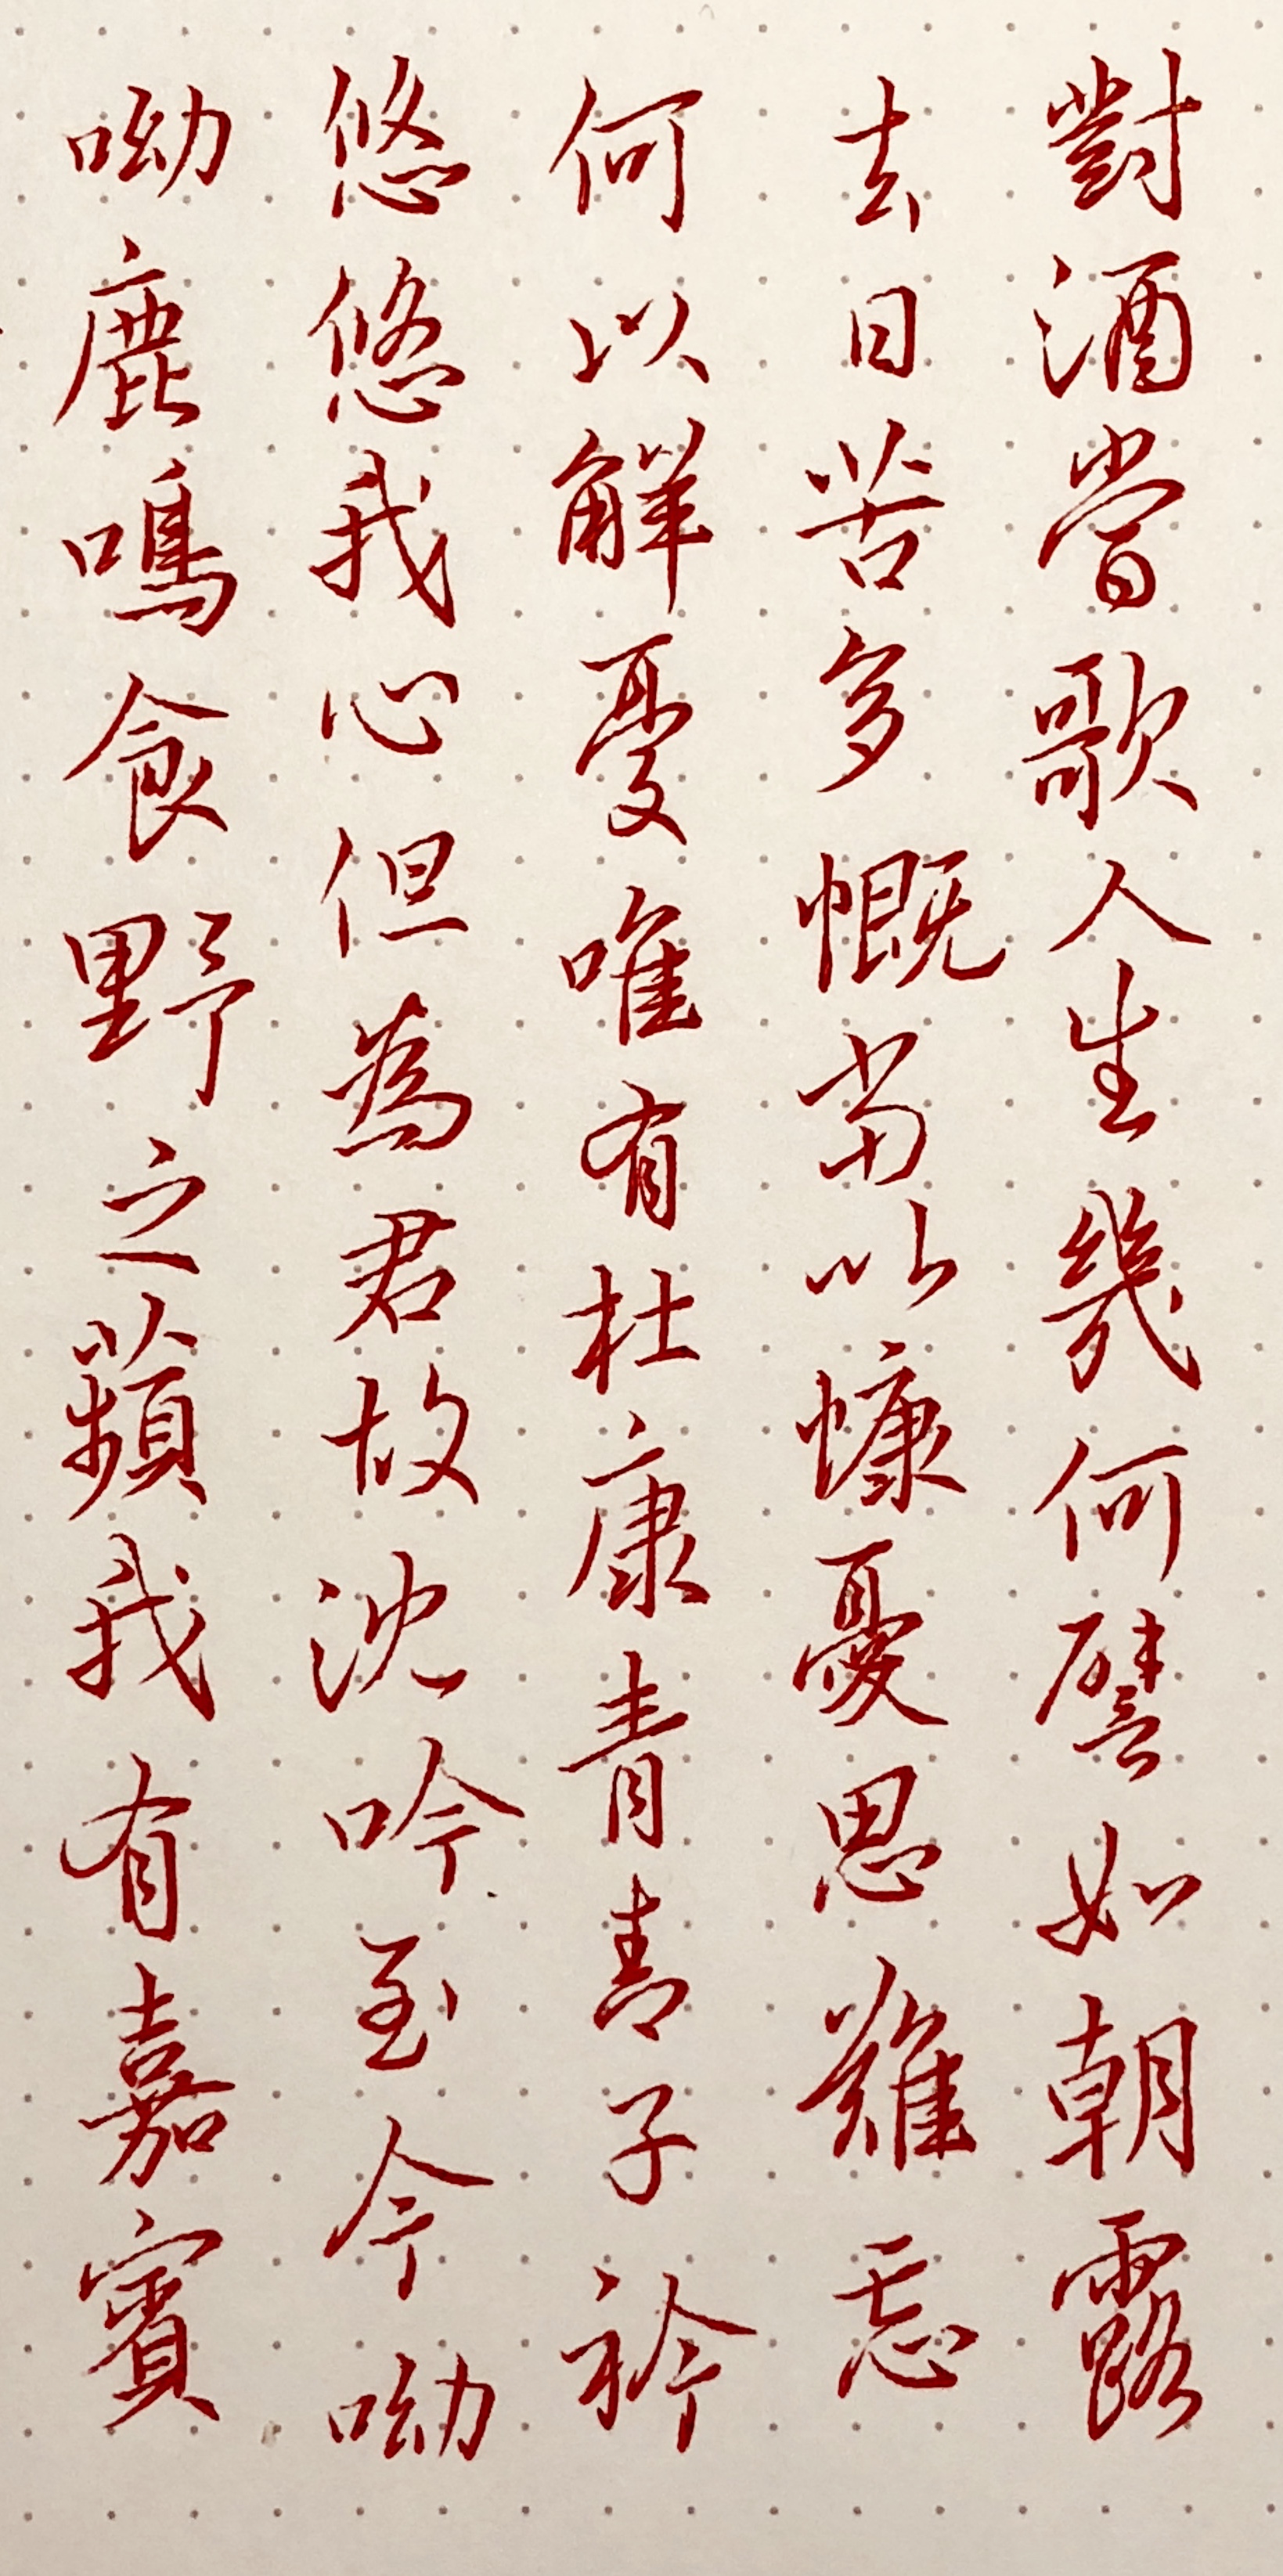 對酒當歌人生幾何譬如朝露
去日苦多慨當以慷憂思難忘
何以解憂唯有杜康青青子衿
悠悠我心但為君故沈吟至今呦
呦鹿鳴食野之蘋我有嘉賓